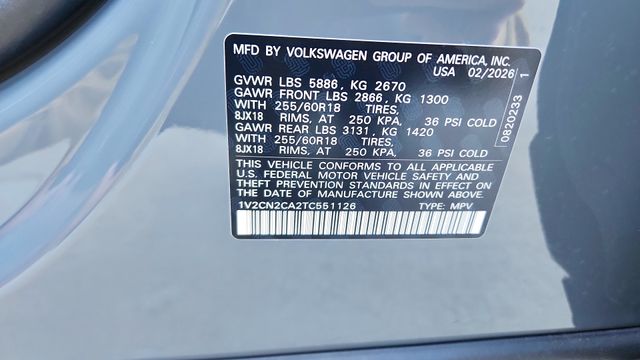 MFD BY VOLKSWAGEN GROUP OF AMERICA, INC.
USA 02/2026 1
GVWR LBS 5886 , KG 2670
GAWR FRONT LBS 2866 , KG 1300
WITH 255/60R18 TIRES,
8JX18 RIMS, AT 250 KPA, 36 PSI COLD
GAWR REAR LBS 3131 , KG 1420
WITH 255/60R18 TIRES,
8JX18 RIMS, AT 250 KPA, 36 PSI COLD
THIS VEHICLE CONFORMS TO ALL APPLICABLE
U.S. FEDERAL MOTOR VEHICLE SAFETY AND
THEFT PREVENTION STANDARDS IN EFFECT ON
THE DATE OF MANUFACTURE SHOWN ABOVE.
1V2CN2CA2TC551126 TYPE: MPV
0820233